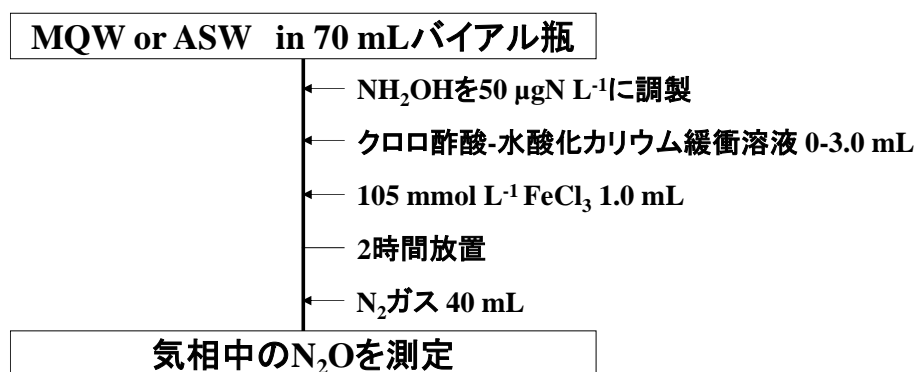 MQW or ASW in 70 mLバイアル瓶
NH₂OHを50 μgN L⁻¹に調製
クロロ酢酸-水酸化カリウム緩衝溶液 0-3.0 mL
105 mmol L⁻¹ FeCl₃ 1.0 mL
2時間放置
N₂ガス 40 mL
気相中のN₂Oを測定